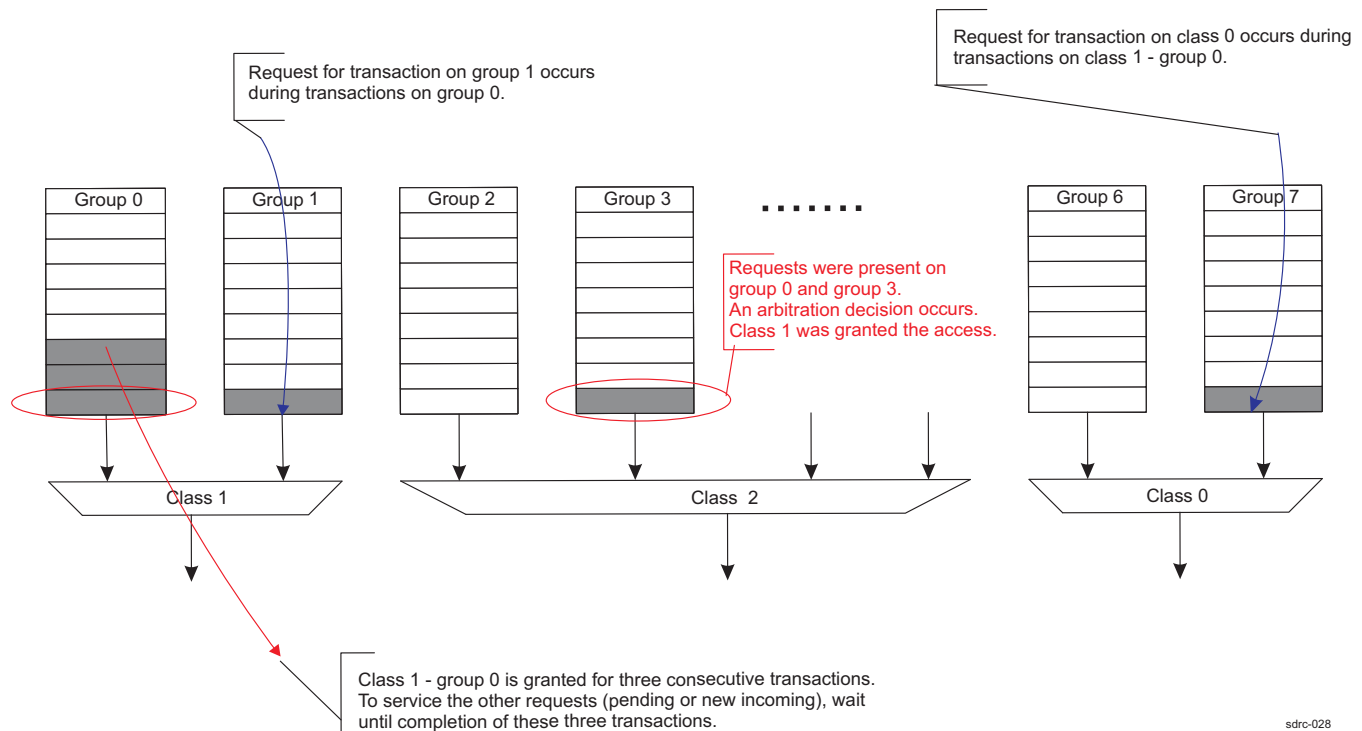 Request for transaction on group 1 occurs
during transactions on group 0.
Request for transaction on class 0 occurs during
transactions on class 1 - group 0.
Group 0
Group 1
Group 2
Group 3
.......
Group 6
Group 7
Requests were present on
group 0 and group 3.
An arbitration decision occurs.
Class 1 was granted the access.
Class 1
Class 2
Class 0
Class 1 - group 0 is granted for three consecutive transactions.
To service the other requests (pending or new incoming), wait
until completion of these three transactions.
sdrc-028